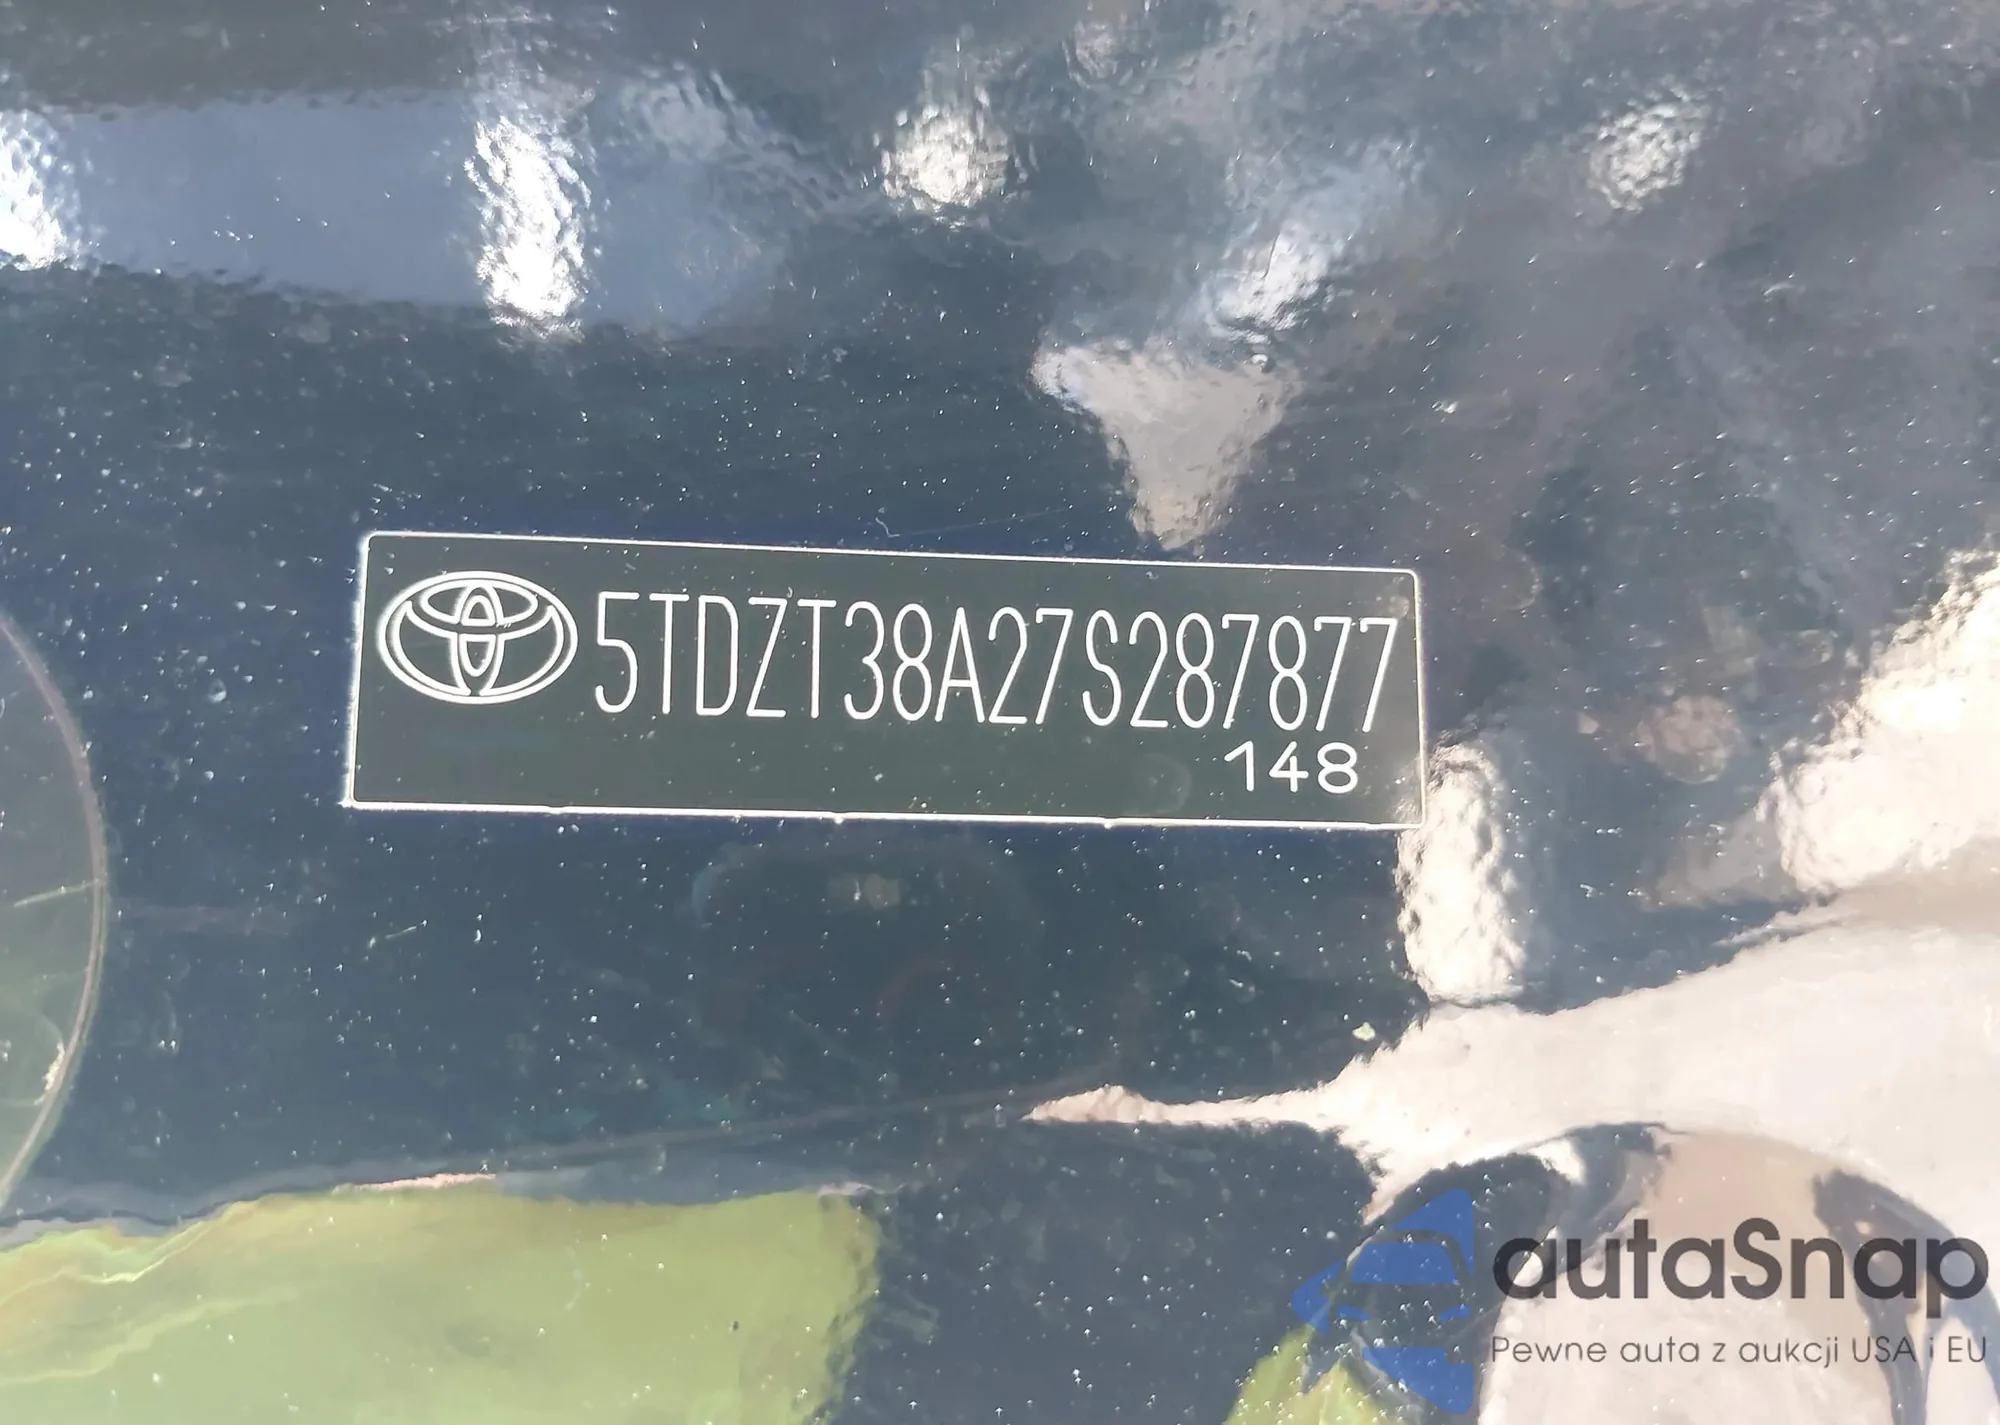 5TDZT38A27S287877
148
autaSnap
Pewne auta z aukcji USA i EU